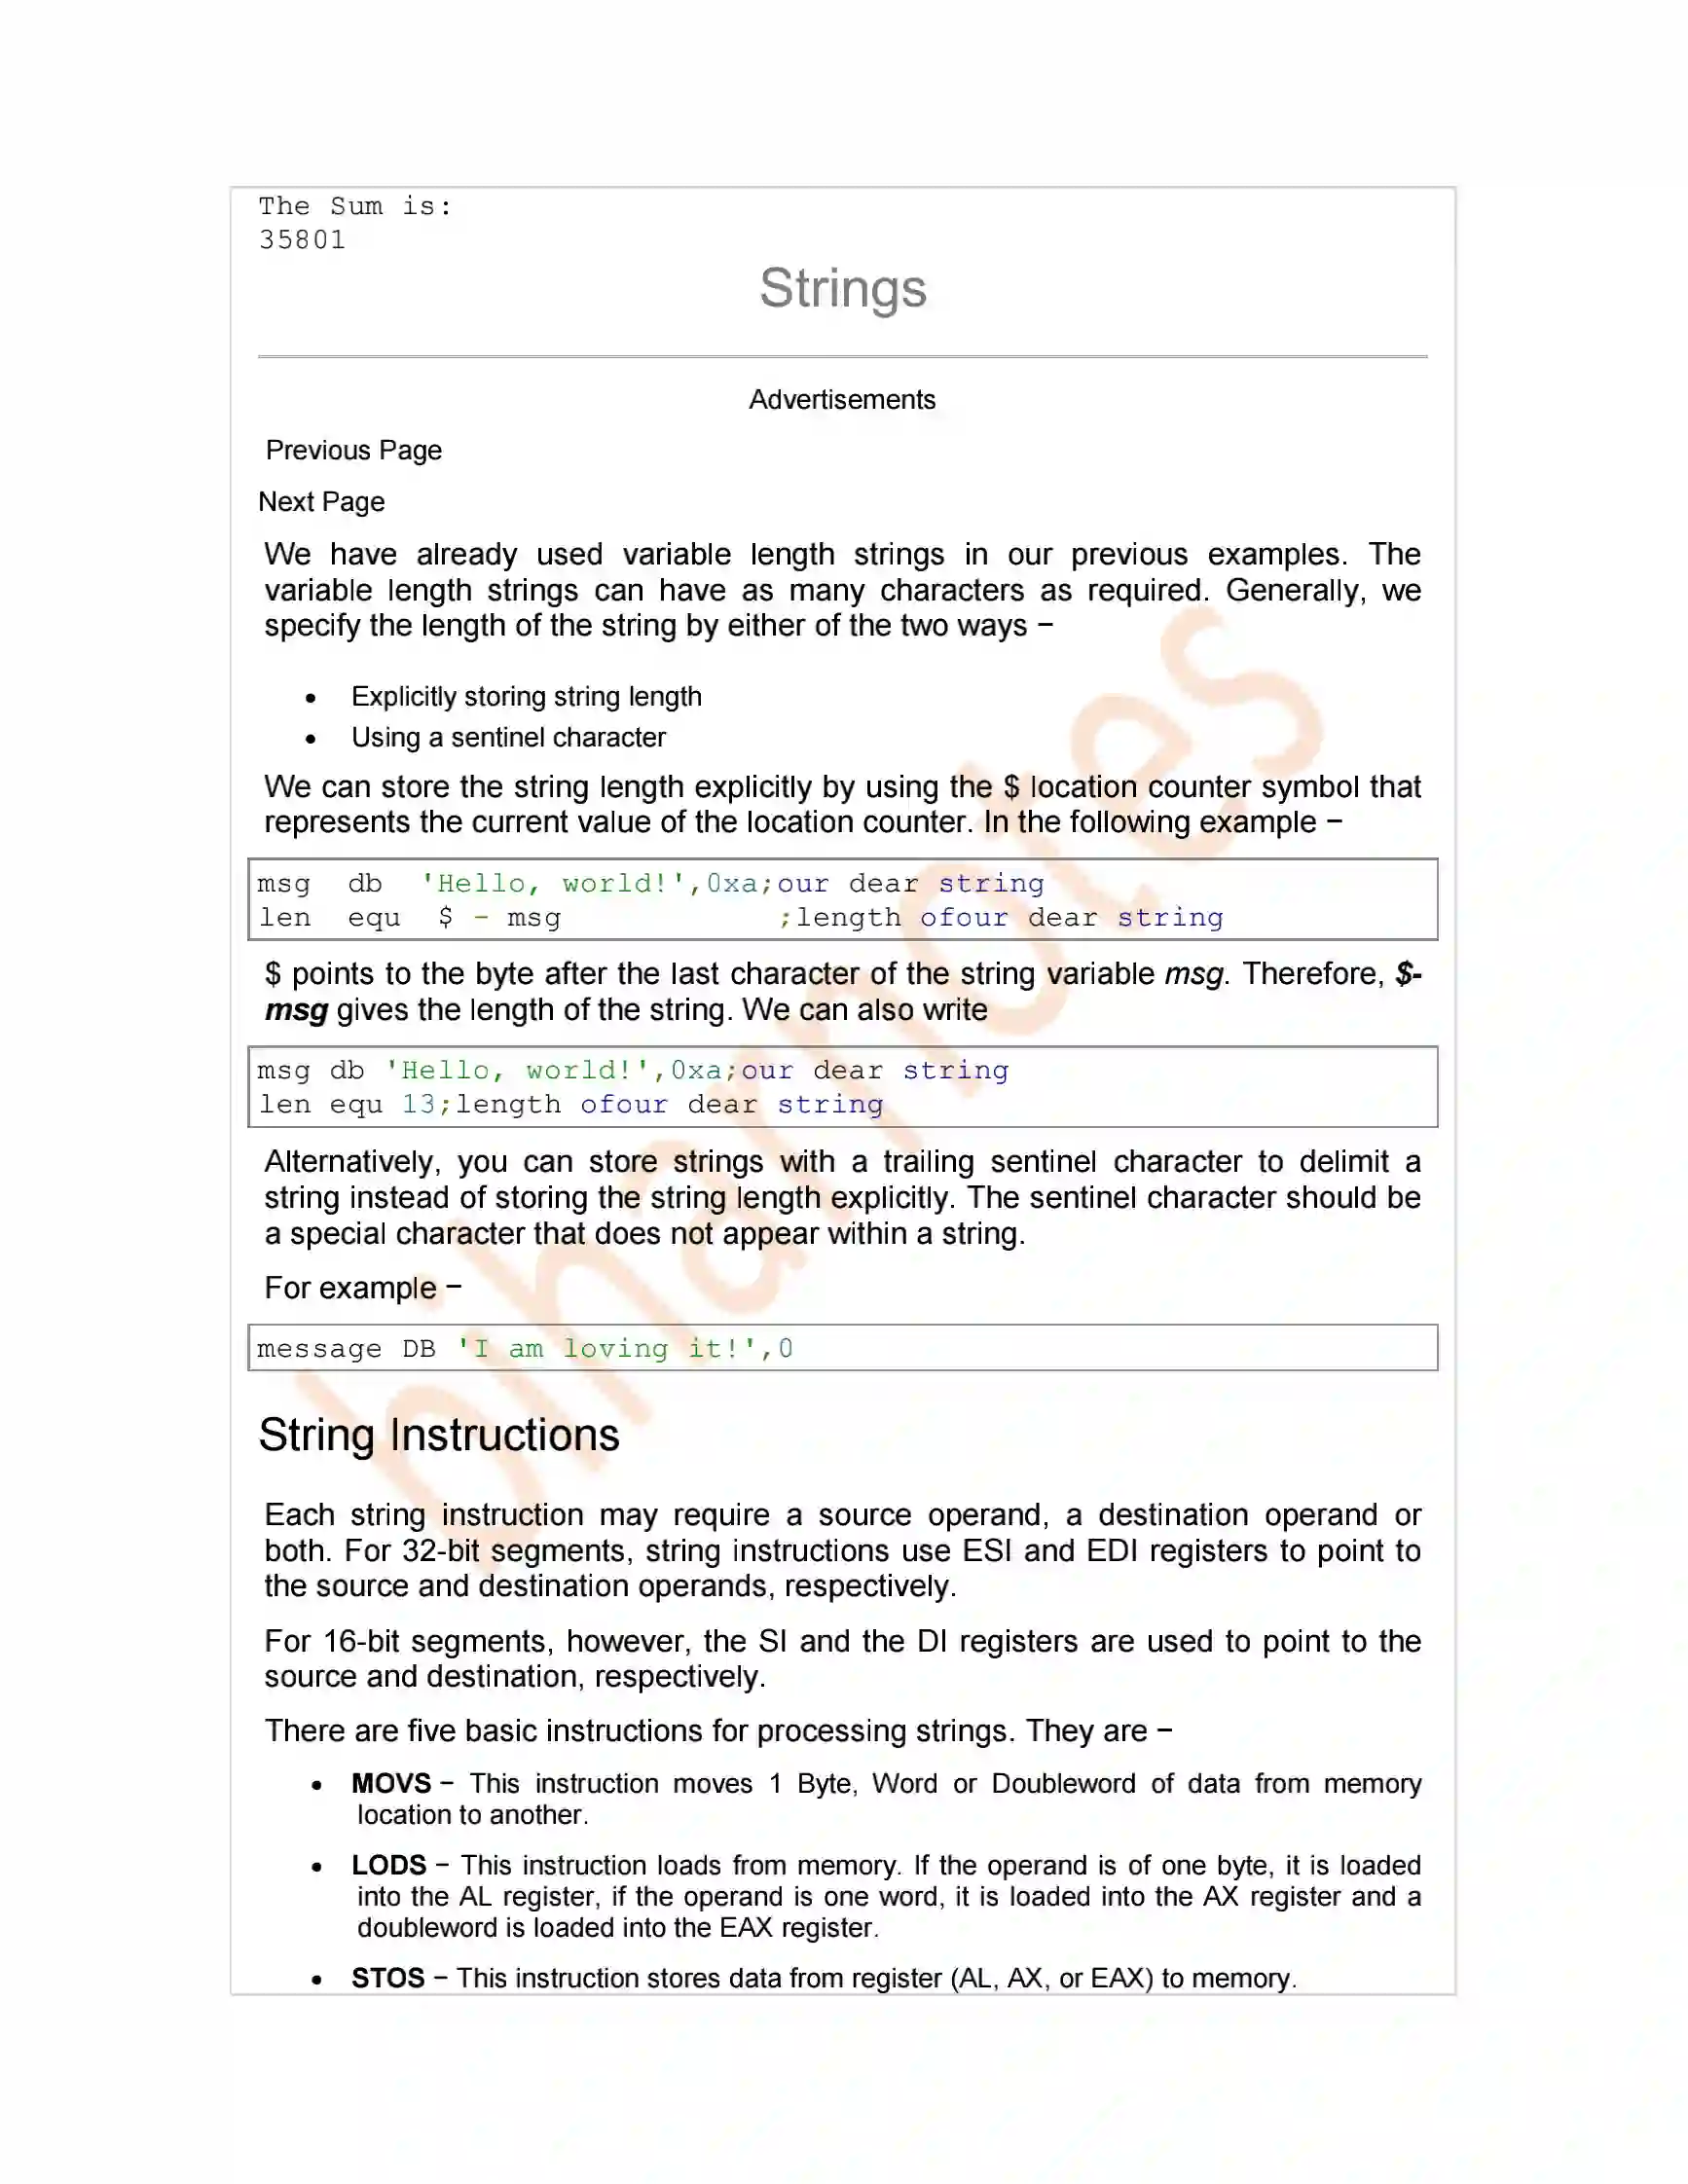 The Sum is:
35801
Strings
Advertisements
Previous Page
Next Page
We have already used variable length strings in our previous examples. The
variable length strings can have as many characters as required. Generally, we
specify the length of the string by either of the two ways −
• Explicitly storing string length
• Using a sentinel character
We can store the string length explicitly by using the $ location counter symbol that
represents the current value of the location counter. In the following example −
msg  db  'Hello, world!',0xa;our dear string
len  equ  $ - msg            ;length ofour dear string
$ points to the byte after the last character of the string variable msg. Therefore, $-
msg gives the length of the string. We can also write
msg db 'Hello, world!',0xa;our dear string
len equ 13;length ofour dear string
Alternatively, you can store strings with a trailing sentinel character to delimit a
string instead of storing the string length explicitly. The sentinel character should be
a special character that does not appear within a string.
For example −
message DB 'I am loving it!',0
String Instructions
Each string instruction may require a source operand, a destination operand or
both. For 32-bit segments, string instructions use ESI and EDI registers to point to
the source and destination operands, respectively.
For 16-bit segments, however, the SI and the DI registers are used to point to the
source and destination, respectively.
There are five basic instructions for processing strings. They are −
• MOVS − This instruction moves 1 Byte, Word or Doubleword of data from memory
location to another.
• LODS − This instruction loads from memory. If the operand is of one byte, it is loaded
into the AL register, if the operand is one word, it is loaded into the AX register and a
doubleword is loaded into the EAX register.
• STOS − This instruction stores data from register (AL, AX, or EAX) to memory.
biharnotes